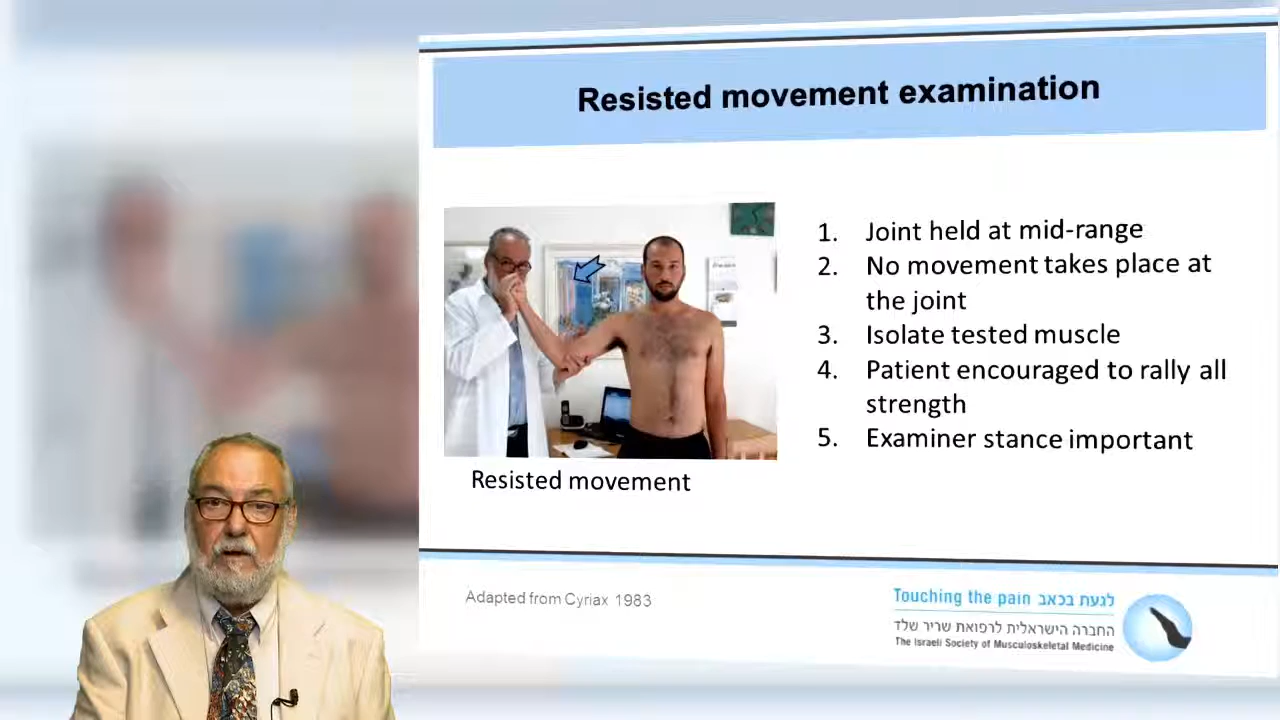 Resisted movement examination
1. Joint held at mid-range
2. No movement takes place at
the joint
3. Isolate tested muscle
4. Patient encouraged to rally all
strength
5. Examiner stance important
Resisted movement
Adapted from Cyriax 1983
Touching the pain לגעת בכאב
החברה הישראלית לרפואת שריר שלד
The Israeli Society of Musculoskeletal Medicine